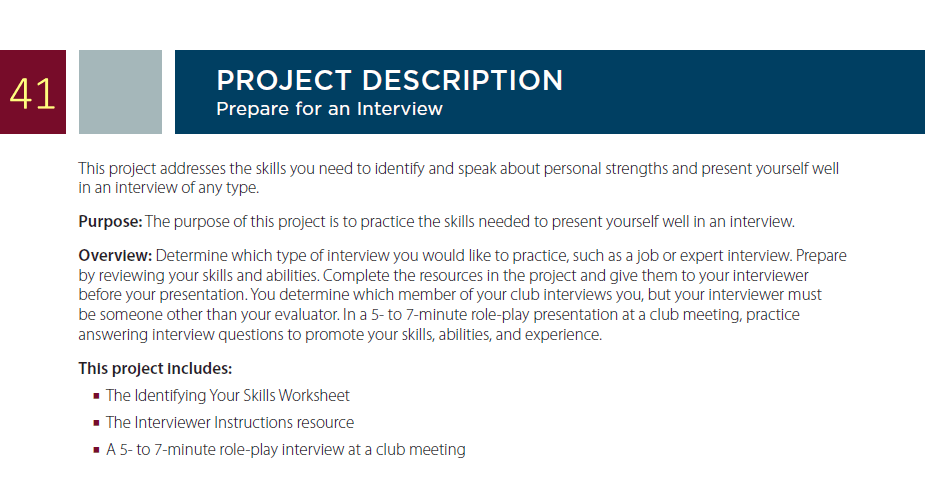 41
PROJECT DESCRIPTION
Prepare for an Interview
This project addresses the skills you need to identify and speak about personal strengths and present yourself well
in an interview of any type.
Purpose: The purpose of this project is to practice the skills needed to present yourself well in an interview.
Overview: Determine which type of interview you would like to practice, such as a job or expert interview. Prepare
by reviewing your skills and abilities. Complete the resources in the project and give them to your interviewer
before your presentation. You determine which member of your club interviews you, but your interviewer must
be someone other than your evaluator. In a 5- to 7-minute role-play presentation at a club meeting, practice
answering interview questions to promote your skills, abilities, and experience.
This project includes:
▪ The Identifying Your Skills Worksheet
▪ The Interviewer Instructions resource
▪ A 5- to 7-minute role-play interview at a club meeting